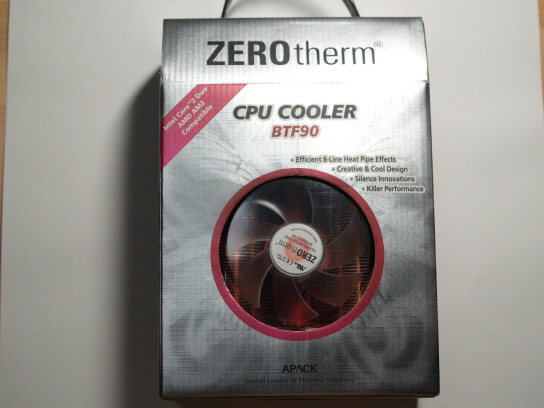 ZEROtherm®
Intel Core™2 Duo
AMD AM2
Compatible
CPU COOLER
BTF90
• Efficient 8-Line Heat Pipe Effects
• Creative & Cool Design
• Silence Innovations
• Killer Performance
ZEROtherm
APACK
Global Leader of Thermal Solutions